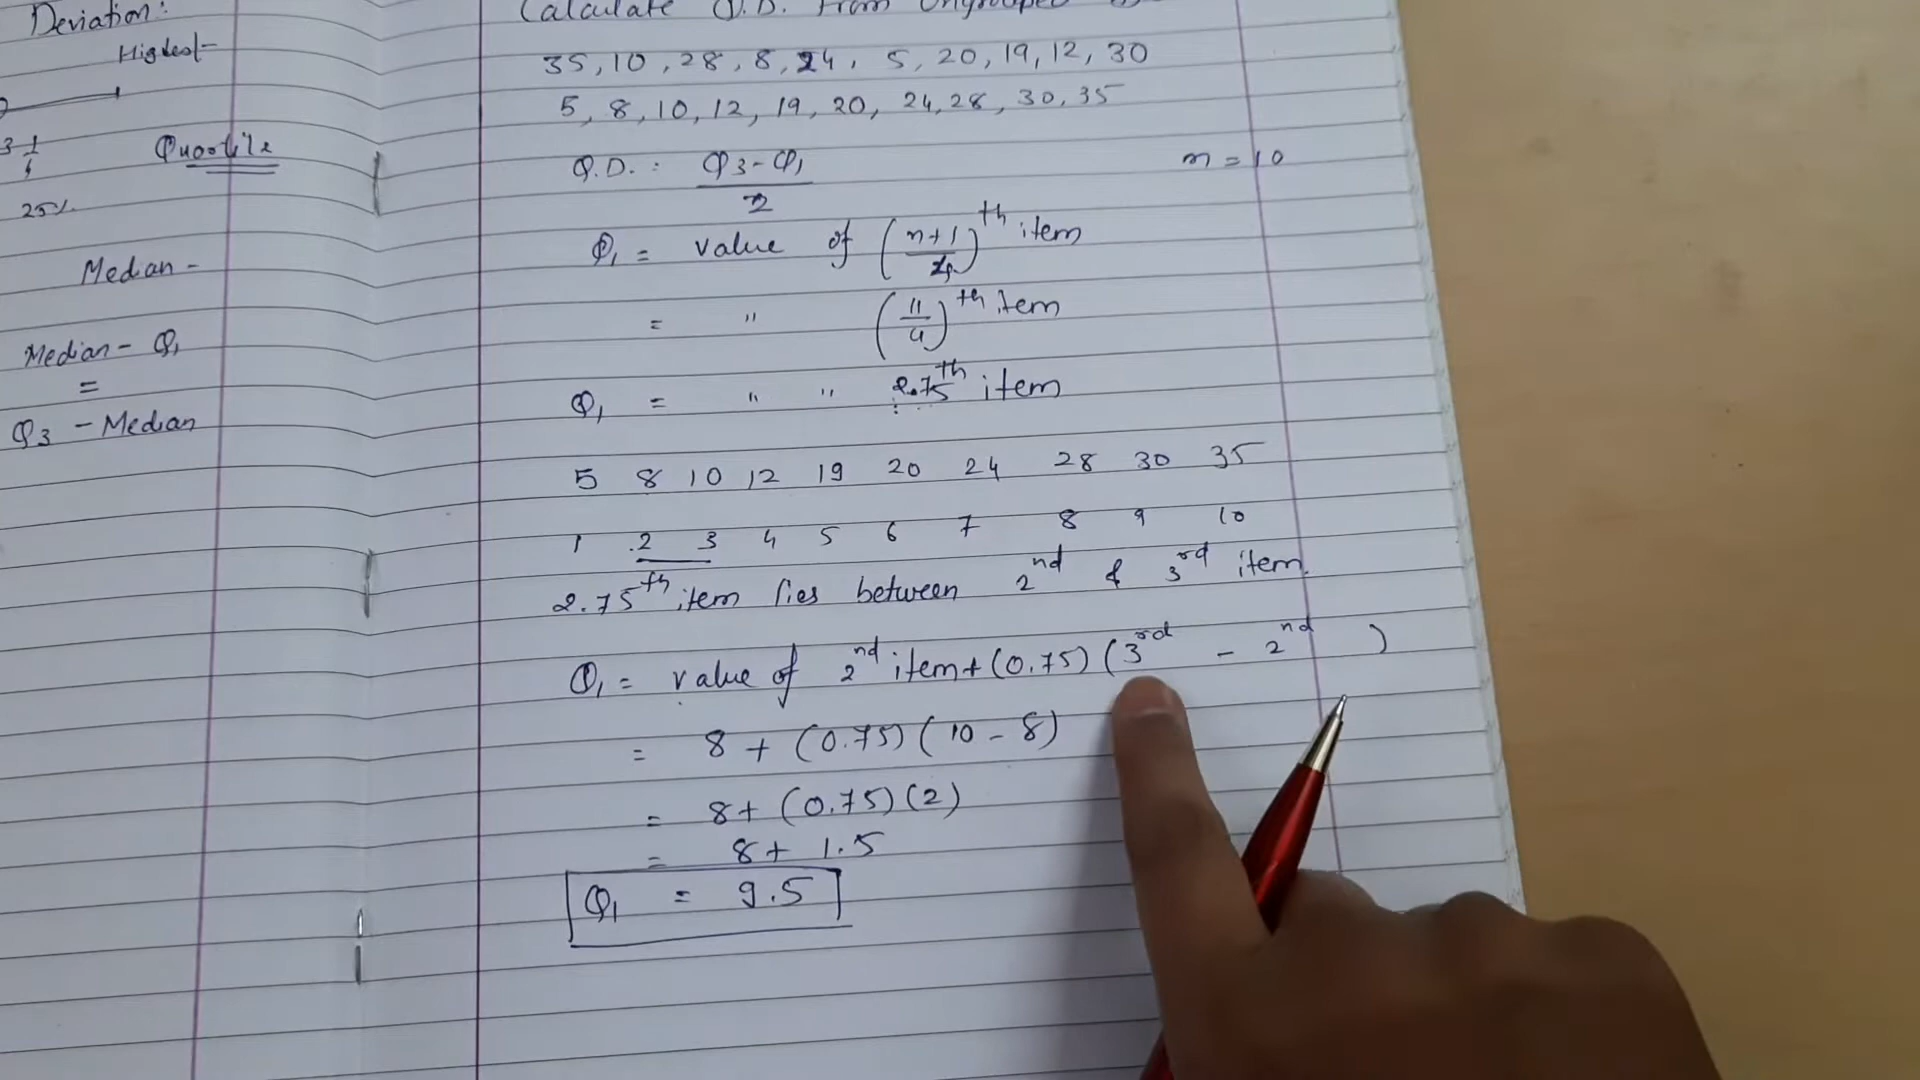 Deviation:
Highest-
25%
Quartile
Median -
Median - Q₁
=
Q3 - Median
Calculate Q.D. from Ungrouped
35, 10, 28, 8, 24, 5, 20, 19, 12, 30
5, 8, 10, 12, 19, 20, 24, 28, 30, 35
Q.D. : Q3-Q₁ / 2
n = 10
Q₁ = value of (n+1/4)th item
= " (11/4)th item
Q₁ = " " 2.75th item
5 8 10 12 19 20 24 28 30 35
1 2 3 4 5 6 7 8 9 10
2.75th item lies between 2nd & 3rd item.
Q₁ = value of 2nd item + (0.75) (3rd - 2nd )
= 8 + (0.75) (10 - 8)
= 8 + (0.75) (2)
= 8 + 1.5
Q₁ = 9.5